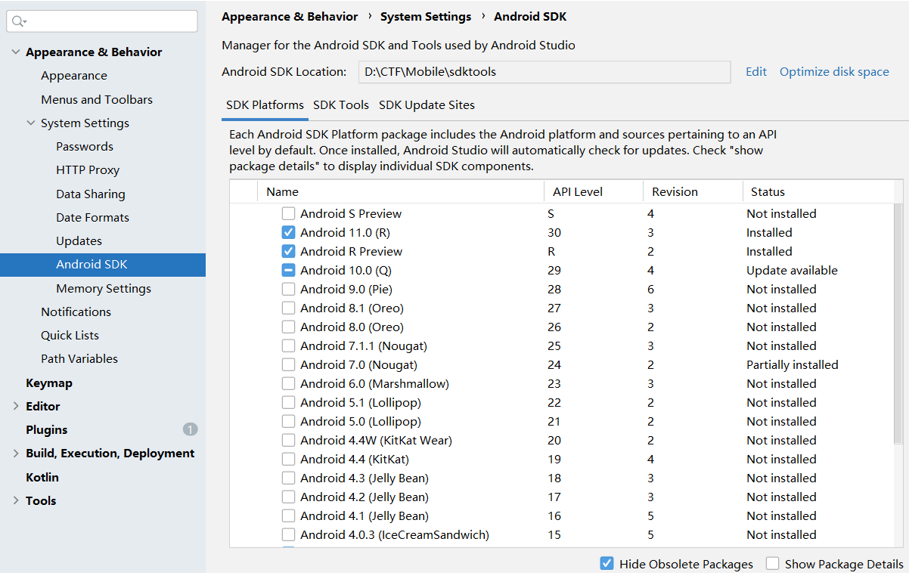 Appearance & Behavior
Appearance
Menus and Toolbars
System Settings
Passwords
HTTP Proxy
Data Sharing
Date Formats
Updates
Android SDK
Memory Settings
Notifications
Quick Lists
Path Variables
Keymap
Editor
Plugins 1
Build, Execution, Deployment
Kotlin
Tools
Appearance & Behavior › System Settings › Android SDK
Manager for the Android SDK and Tools used by Android Studio
Android SDK Location: D:\CTF\Mobile\sdktools Edit Optimize disk space
SDK Platforms SDK Tools SDK Update Sites
Each Android SDK Platform package includes the Android platform and sources pertaining to an API
level by default. Once installed, Android Studio will automatically check for updates. Check "show
package details" to display individual SDK components.
Name API Level Revision Status
Android S Preview S 4 Not installed
Android 11.0 (R) 30 3 Installed
Android R Preview R 2 Installed
Android 10.0 (Q) 29 4 Update available
Android 9.0 (Pie) 28 6 Not installed
Android 8.1 (Oreo) 27 3 Not installed
Android 8.0 (Oreo) 26 2 Not installed
Android 7.1.1 (Nougat) 25 3 Not installed
Android 7.0 (Nougat) 24 2 Partially installed
Android 6.0 (Marshmallow) 23 3 Not installed
Android 5.1 (Lollipop) 22 2 Not installed
Android 5.0 (Lollipop) 21 2 Not installed
Android 4.4W (KitKat Wear) 20 2 Not installed
Android 4.4 (KitKat) 19 4 Not installed
Android 4.3 (Jelly Bean) 18 3 Not installed
Android 4.2 (Jelly Bean) 17 3 Not installed
Android 4.1 (Jelly Bean) 16 5 Not installed
Android 4.0.3 (IceCreamSandwich) 15 5 Not installed
Hide Obsolete Packages Show Package Details